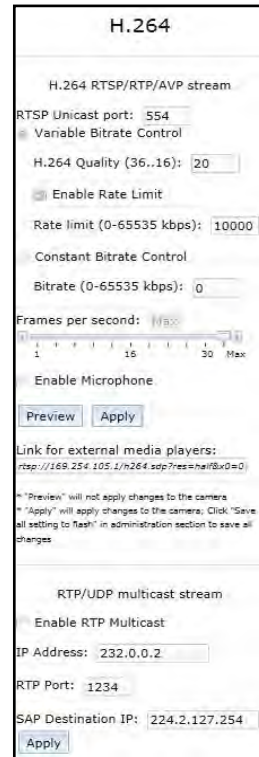 H.264
H.264 RTSP/RTP/AVP stream
RTSP Unicast port: 554
Variable Bitrate Control
H.264 Quality (36..16): 20
Enable Rate Limit
Rate limit (0-65535 kbps): 10000
Constant Bitrate Control
Bitrate (0-65535 kbps): 0
Frames per second: Max
1 16 30 Max
Enable Microphone
Preview Apply
Link for external media players:
rtsp://169.254.105.1/h264.sdp?res=half&x0=0
* "Preview" will not apply changes to the camera
* "Apply" will apply changes to the camera; Click "Save
all setting to flash" in administration section to save all
changes
RTP/UDP multicast stream
Enable RTP Multicast
IP Address: 232.0.0.2
RTP Port: 1234
SAP Destination IP: 224.2.127.254
Apply